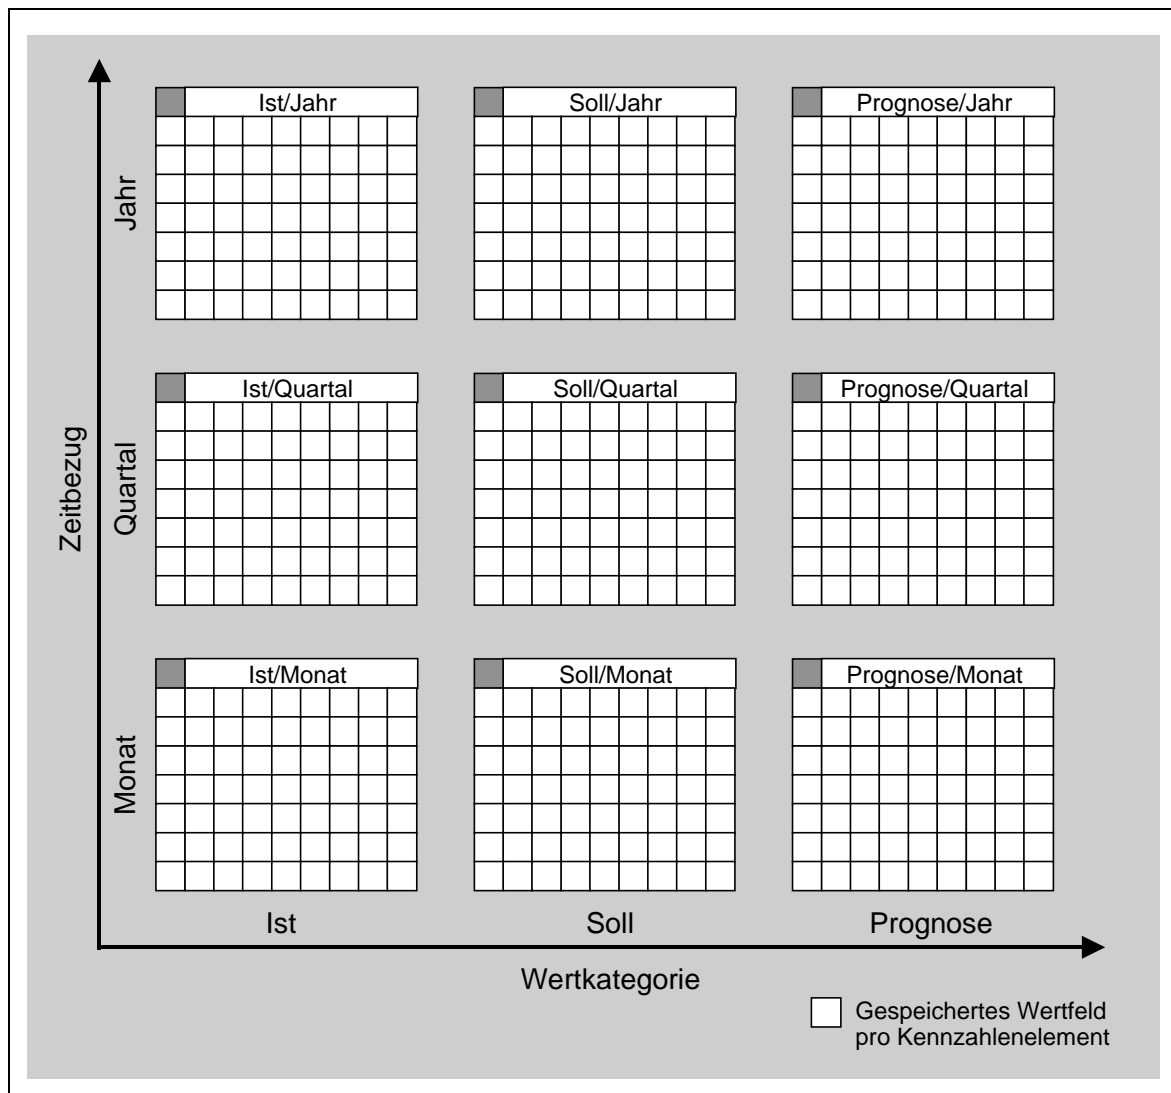 Ist/Jahr
Soll/Jahr
Prognose/Jahr
Jahr
Ist/Quartal
Soll/Quartal
Prognose/Quartal
Zeitbezug
Quartal
Ist/Monat
Soll/Monat
Prognose/Monat
Monat
Ist
Soll
Prognose
Wertkategorie
Gespeichertes Wertfeld
pro Kennzahlenelement